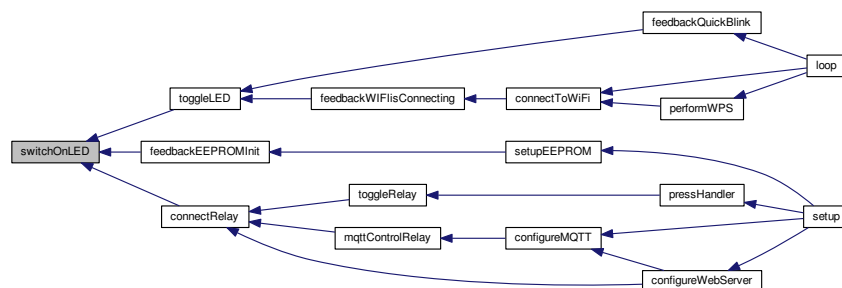 feedbackQuickBlink
loop
toggleLED
feedbackWIFIisConnecting
connectToWiFi
performWPS
switchOnLED
feedbackEEPROMInit
setupEEPROM
toggleRelay
pressHandler
connectRelay
setup
mqttControlRelay
configureMQTT
configureWebServer